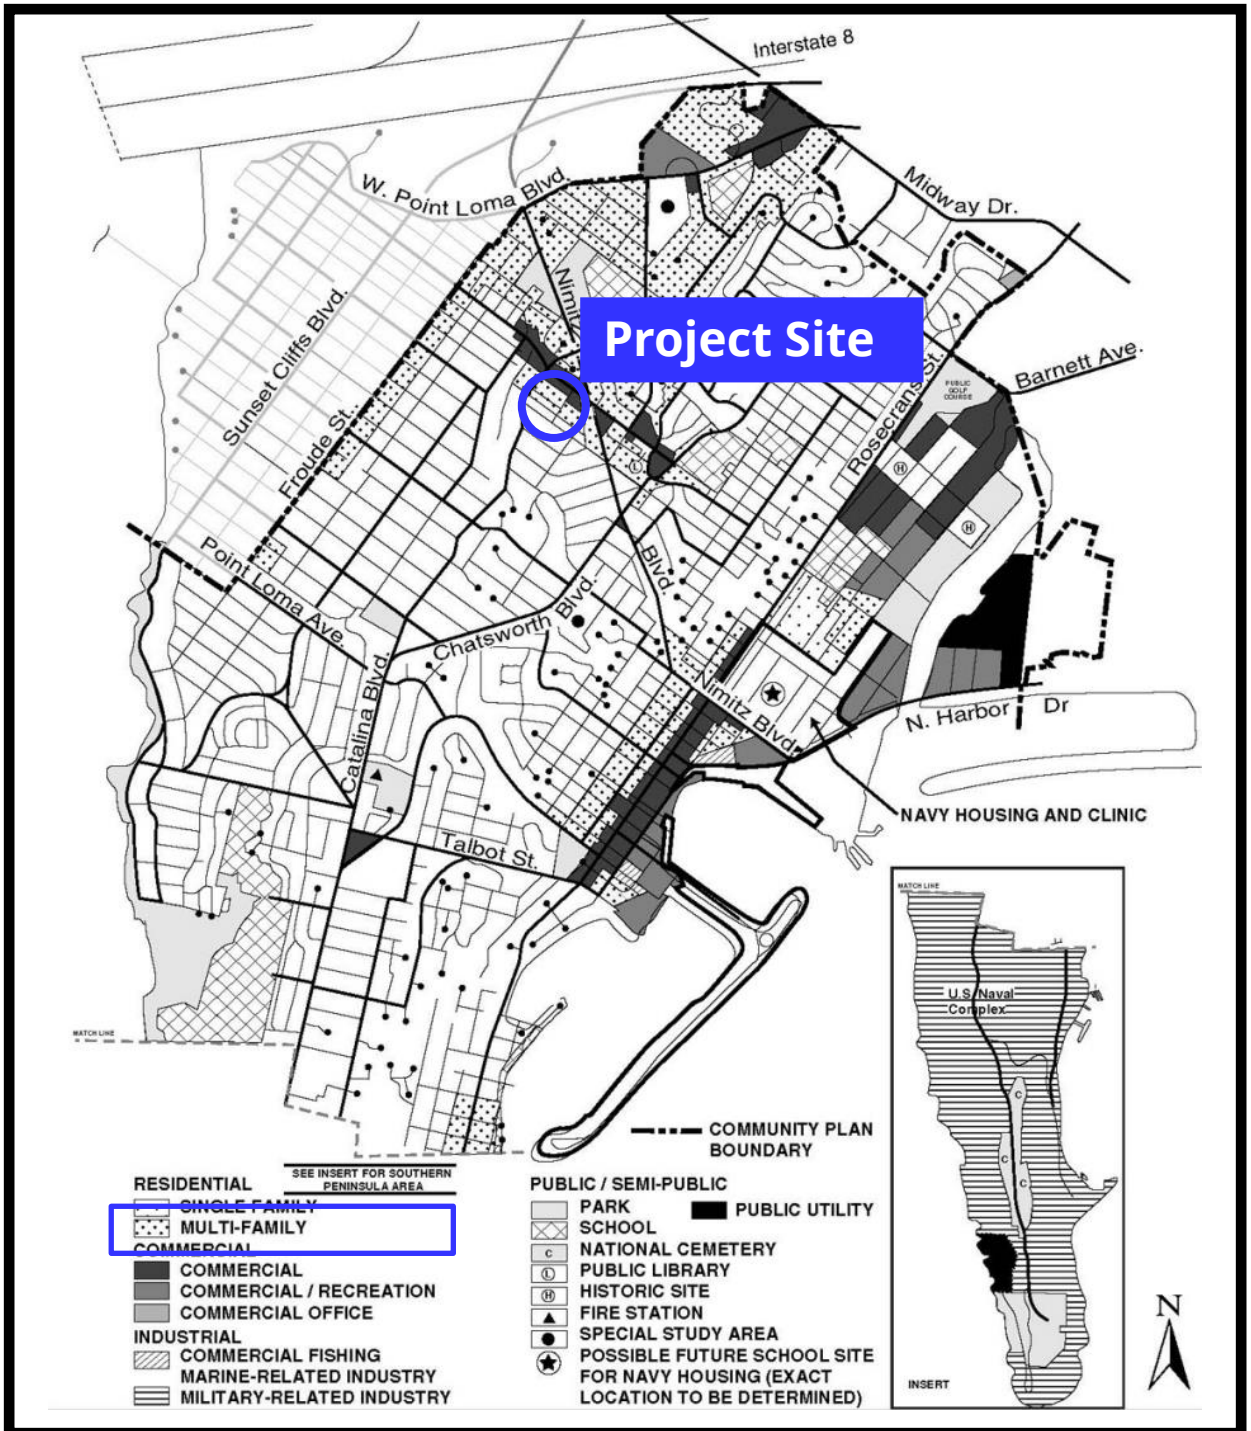 Interstate 8
W. Point Loma Blvd.
Midway Dr.
Nimitz
Project Site
Sunset Cliffs Blvd.
Froude St.
Rosecrans St.
Barnett Ave.
PUBLIC
GOLF
COURSE
H
L
H
Point Loma Ave.
Blvd.
Chatsworth Blvd.
Catalina Blvd.
Nimitz Blvd.
N. Harbor Dr
NAVY HOUSING AND CLINIC
Talbot St.
MATCH LINE
U.S. Naval
Complex
C
C
C
INSERT
MATCH LINE
COMMUNITY PLAN
BOUNDARY
SEE INSERT FOR SOUTHERN
PENINSULA AREA
RESIDENTIAL
SINGLE FAMILY
MULTI-FAMILY
COMMERCIAL
COMMERCIAL
COMMERCIAL / RECREATION
COMMERCIAL OFFICE
INDUSTRIAL
COMMERCIAL FISHING
MARINE-RELATED INDUSTRY
MILITARY-RELATED INDUSTRY
PUBLIC / SEMI-PUBLIC
PARK
PUBLIC UTILITY
SCHOOL
C NATIONAL CEMETERY
L PUBLIC LIBRARY
H HISTORIC SITE
FIRE STATION
SPECIAL STUDY AREA
POSSIBLE FUTURE SCHOOL SITE
FOR NAVY HOUSING (EXACT
LOCATION TO BE DETERMINED)
N